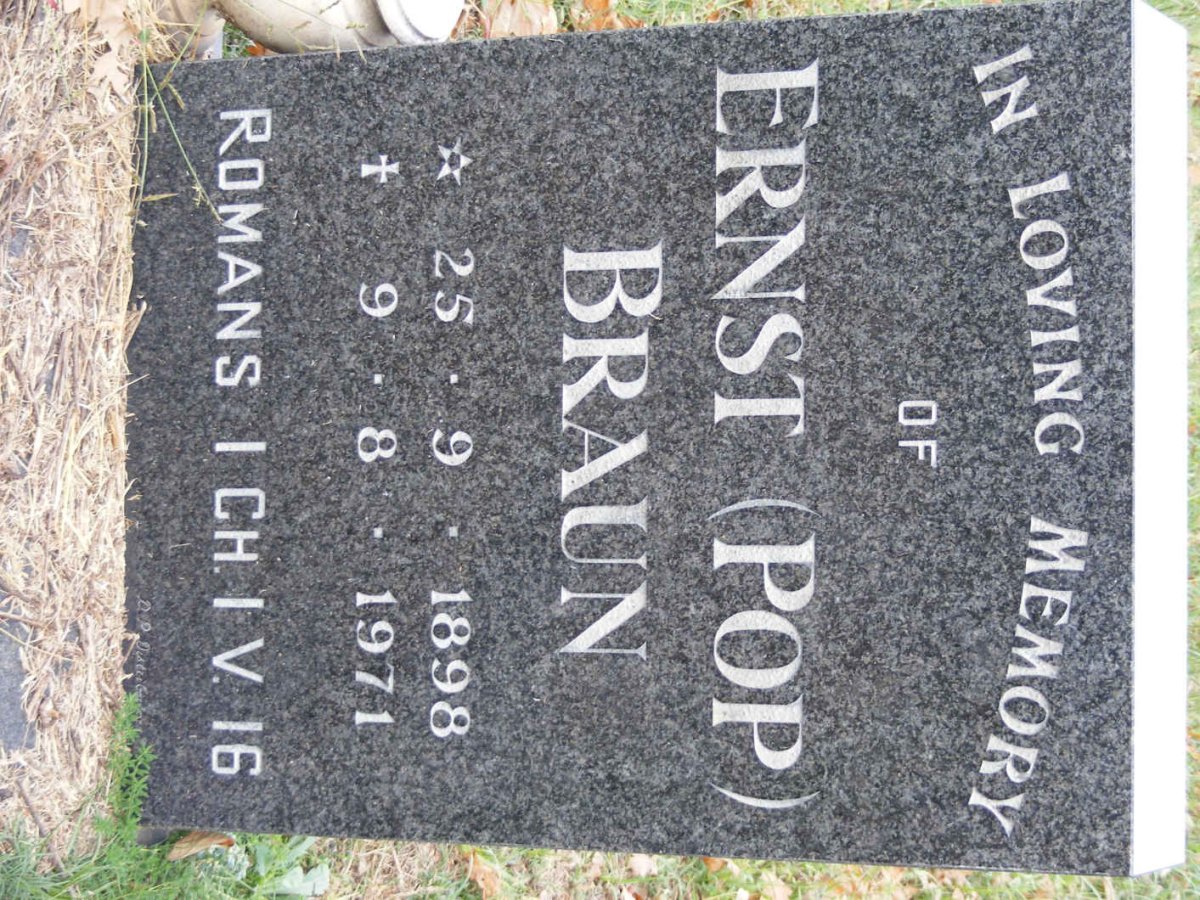 IN LOVING MEMORY
OF
ERNST (POP)
BRAUN
☆ 25.9.1898
✝ 9.8.1971
ROMANS I CH. I V. 16